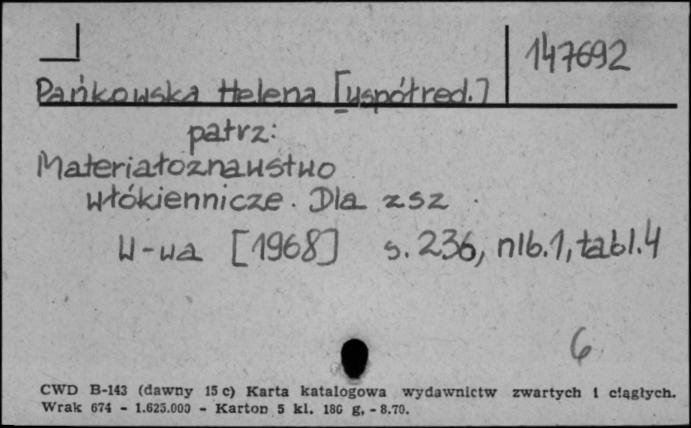 147692
Pańkowska Helena [współred.]
patrz:
Materiałoznawstwo
włókiennicze. Dla zsz
W-wa [1968] s. 236, nlb. 1, tabl. 4
6
CWD B-143 (dawny 15 c) Karta katalogowa wydawnictw zwartych i ciągłych.
Wrak 674 - 1.625.000 - Karton 5 kl. 180 g. - 8.70.